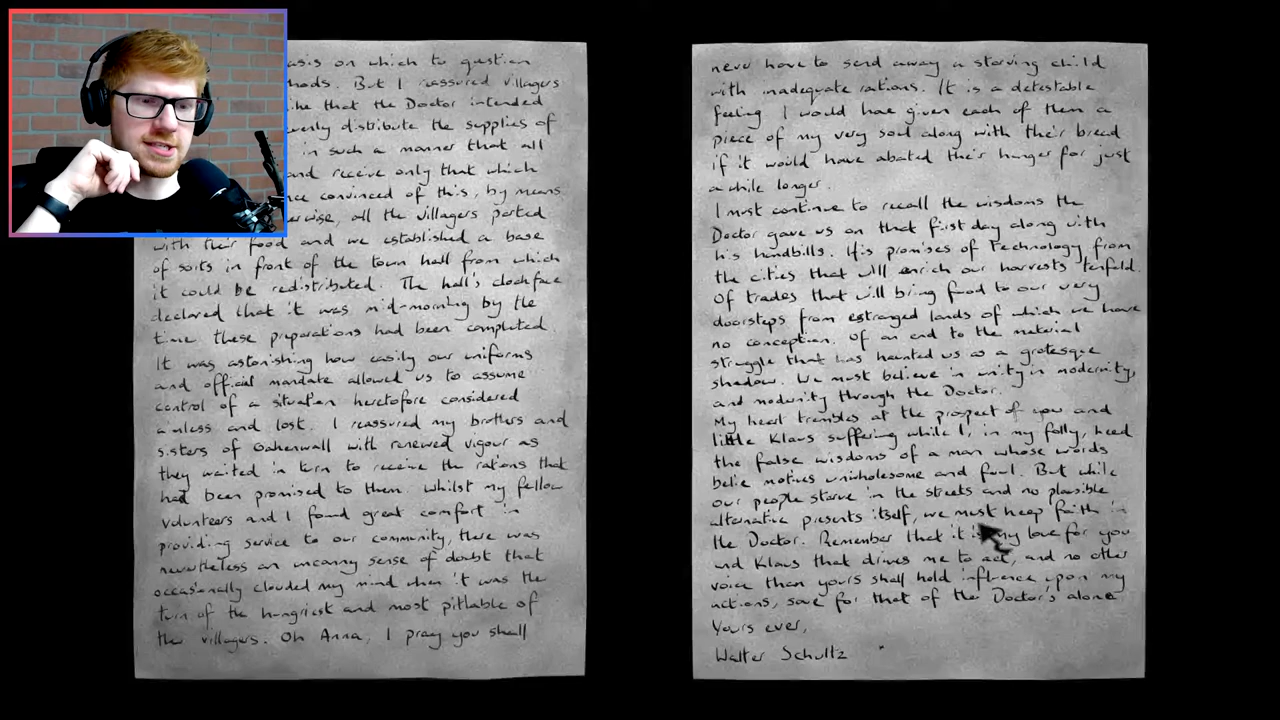 asis on which to question
hods. But I reassured villagers
ike that the Doctor intended
venly distribute the supplies of
in such a manner that all
and receive only that which
nce convinced of this, by means
erwise, all the villagers parted
with their food and we established a base
of sorts in front of the town hall from which
it could be redistributed. The hall's clockface
declared that it was mid-morning by the
time these preparations had been completed.
It was astonishing how easily our uniforms
and official mandate allowed us to assume
control of a situation heretofore considered
aimless and lost. I reassured my brothers and
sisters of Gahenwall with renewed vigour as
they waited in turn to receive the rations that
had been promised to them. Whilst my fellow
volunteers and I found great comfort in
providing service to our community, there was
nevertheless an uncanny sense of doubt that
occasionally clouded my mind when it was the
turn of the hungriest and most pitiable of
the villagers. Oh Anna, I pray you shall
never have to send away a starving child
with inadequate rations. It is a detestable
feeling. I would have given each of them a
piece of my very soul along with their bread
if it would have abated their hunger for just
a while longer.
I must continue to recall the wisdoms the
Doctor gave us on that first day along with
his handbills. His promises of Technology from
the cities that will enrich our harvests tenfold.
Of trades that will bring food to our very
doorsteps from estranged lands of which we have
no conception. Of an end to the material
struggle that has haunted us as a grotesque
shadow. We must believe in unity in modernity,
and modernity through the Doctor.
My heart trembles at the prospect of you and
little Klaus suffering while I, in my folly, heed
the false wisdoms of a man whose words
belie motives unwholesome and foul. But while
our people starve in the streets and no plausible
alternative presents itself, we must keep faith in
the Doctor. Remember that it is my love for you
and Klaus that drives me to act, and no other
voice than yours shall hold influence upon my
actions, save for that of the Doctor's alone
Yours ever,
Walter Schultz